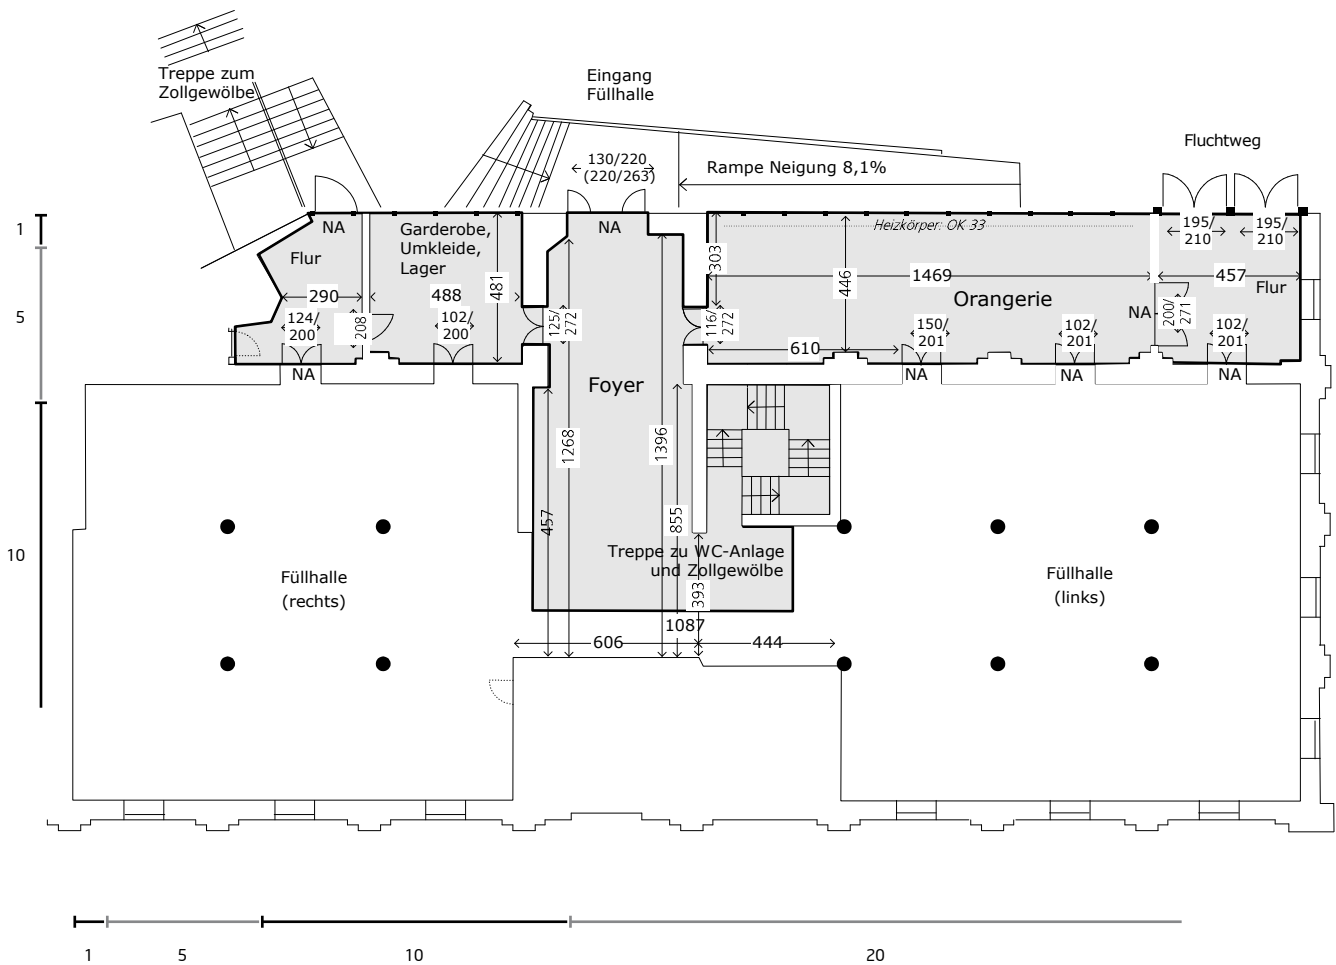 Treppe zum
Zollgewölbe
Eingang
Füllhalle
Fluchtweg
130/220
(220/263)
Rampe Neigung 8,1%
1
5
10
NA
Flur
290
124/
200
208
NA
Garderobe,
Umkleide,
Lager
488
481
102/
200
NA
125/
272
116/
272
303
Heizkörper: OK 33
1469
446
Orangerie
610
150/
201
NA
102/
201
NA
195/
210
195/
210
457
Flur
NA
200/
271
102/
201
NA
Foyer
1268
1396
457
855
Treppe zu WC-Anlage
und Zollgewölbe
393
1087
606
444
Füllhalle
(rechts)
Füllhalle
(links)
1
5
10
20